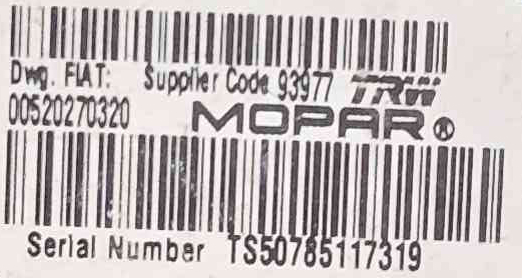 Dwg. FIAT: Supplier Code 93977 TRW
00520270320 MOPAR®
Serial Number TS50785117319